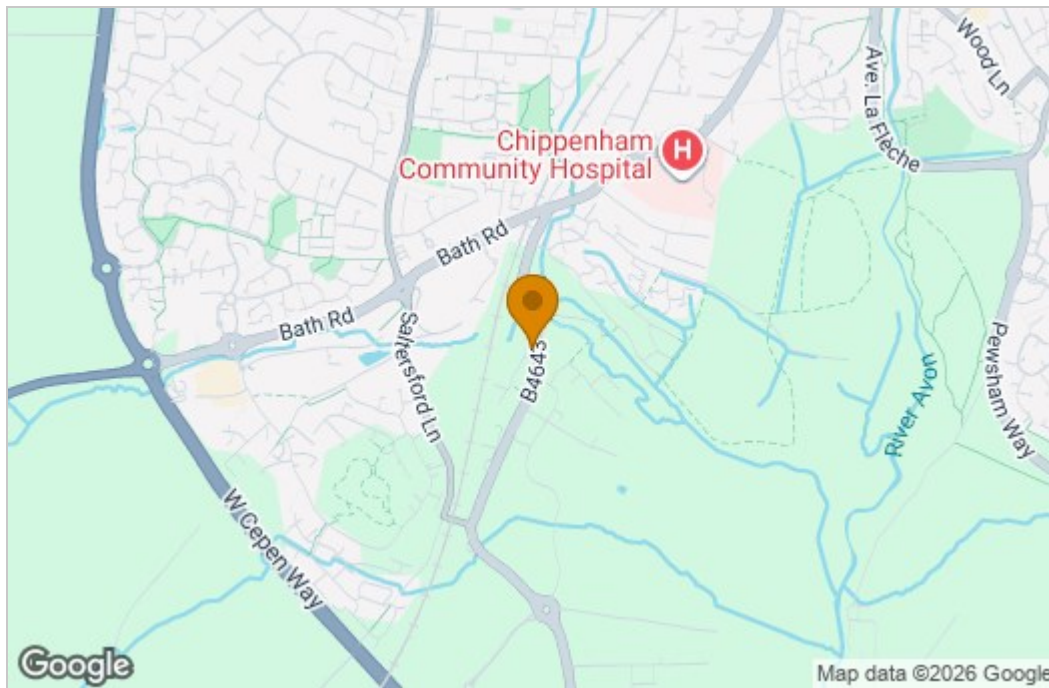 Wood Ln
Ave. La Flèche
Chippenham
Community Hospital
H
Bath Rd
Bath Rd
Saltersford Ln
B4643
Pewsham Way
River Avon
W Cepen Way
Google
Map data ©2026 Google